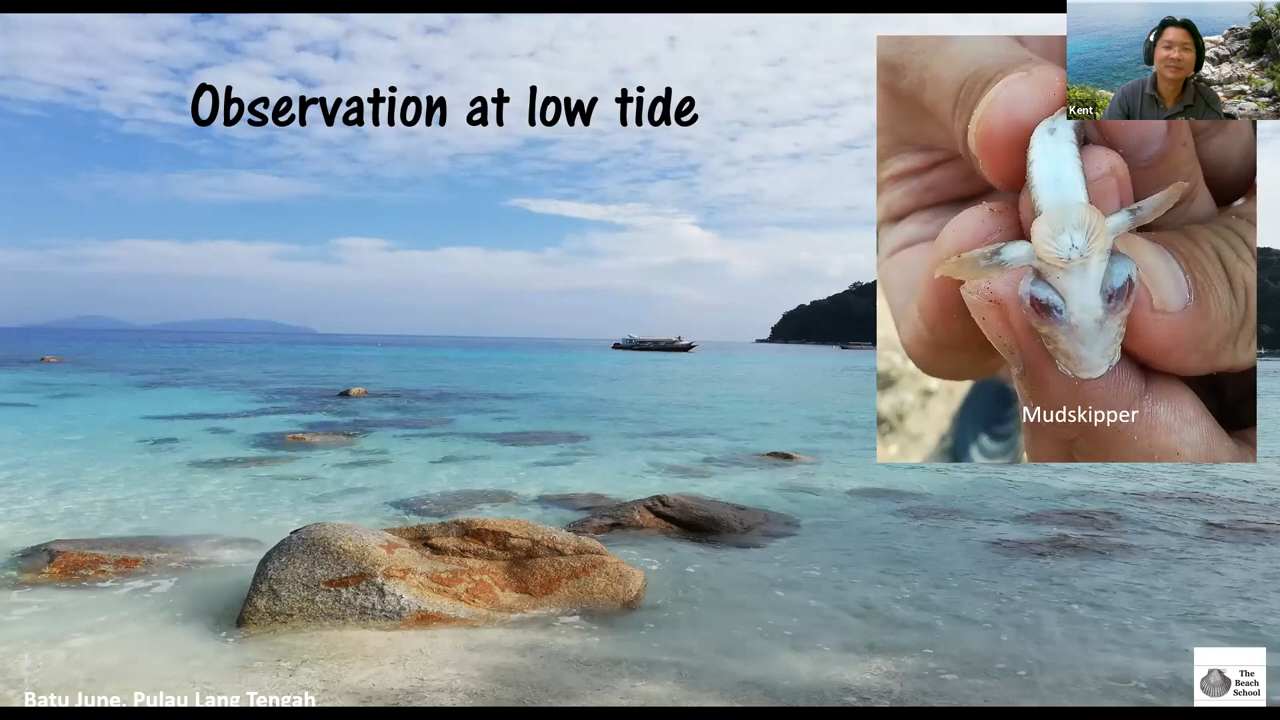 Observation at low tide
Kent
Mudskipper
Batu June, Pulau Lang Tengah
The
Beach
School